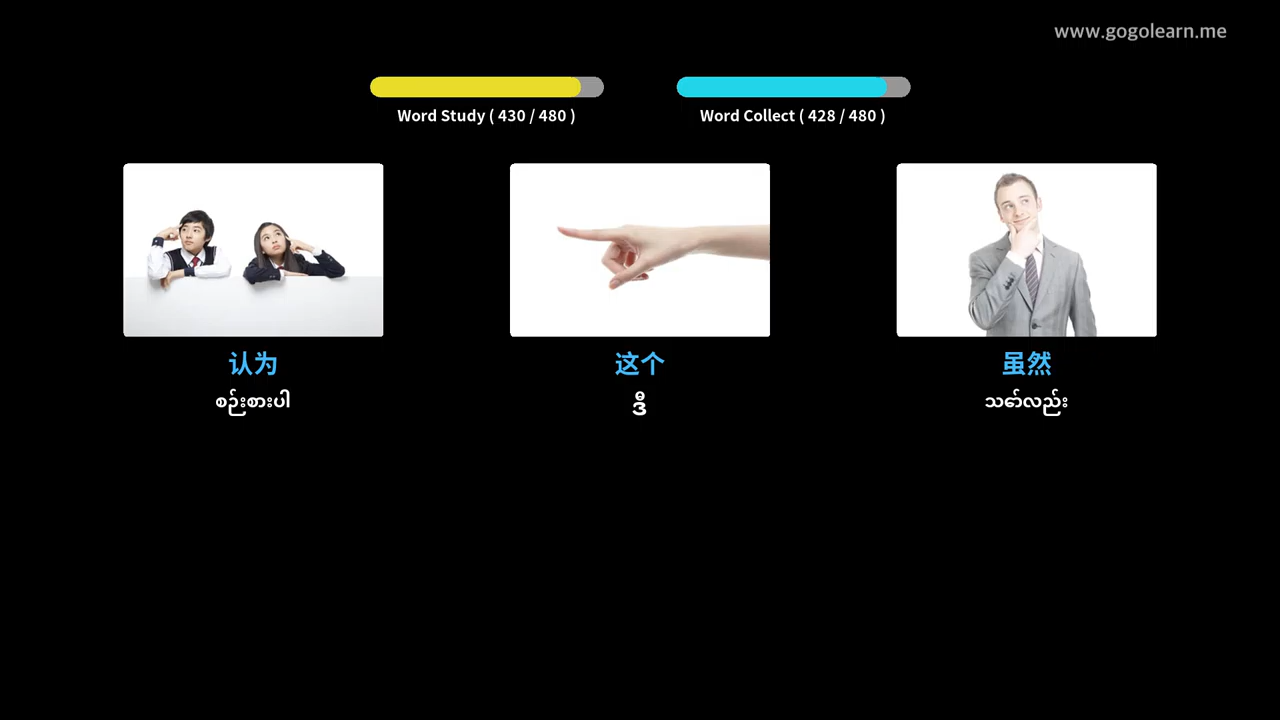 www.gogolearn.me
Word Study ( 430 / 480 )
Word Collect ( 428 / 480 )
认为
这个
虽然
စဉ်းစားပါ
ဒီ
သော်လည်း